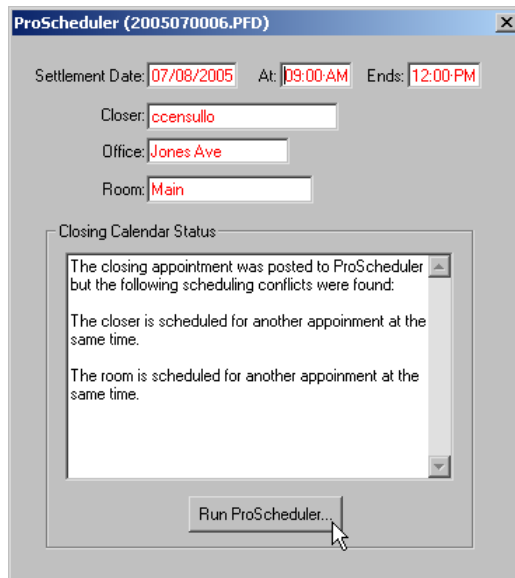 ProScheduler (2005070006.PFD)
Settlement Date: 07/08/2005 At: 09:00 AM Ends: 12:00 PM
Closer: ccensullo
Office: Jones Ave
Room: Main
Closing Calendar Status
The closing appointment was posted to ProScheduler
but the following scheduling conflicts were found:
The closer is scheduled for another appoinment at the
same time.
The room is scheduled for another appoinment at the
same time.
Run ProScheduler...